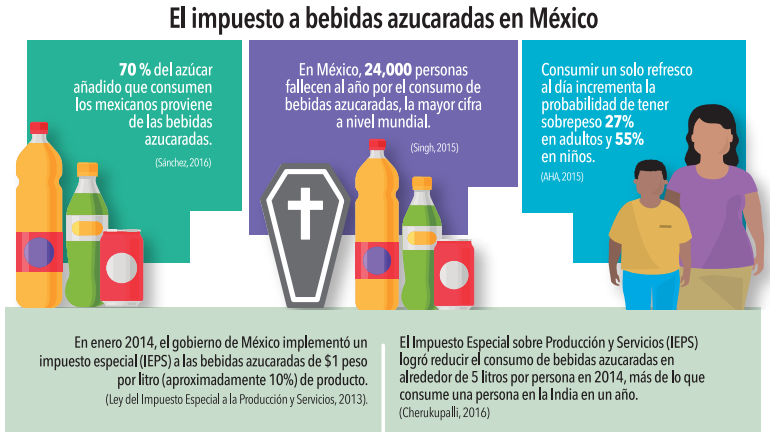 El impuesto a bebidas azucaradas en México
70 % del azúcar
añadido que consumen
los mexicanos proviene
de las bebidas
azucaradas.
(Sánchez, 2016)
En México, 24,000 personas
fallecen al año por el consumo de
bebidas azucaradas, la mayor cifra
a nivel mundial.
(Singh, 2015)
Consumir un solo refresco
al día incrementa la
probabilidad de tener
sobrepeso 27%
en adultos y 55%
en niños.
(AHA, 2015)
En enero 2014, el gobierno de México implementó un
impuesto especial (IEPS) a las bebidas azucaradas de $1 peso
por litro (aproximadamente 10%) de producto.
(Ley del Impuesto Especial a la Producción y Servicios, 2013).
El Impuesto Especial sobre Producción y Servicios (IEPS)
logró reducir el consumo de bebidas azucaradas en
alrededor de 5 litros por persona en 2014, más de lo que
consume una persona en la India en un año.
(Cherukupalli, 2016)